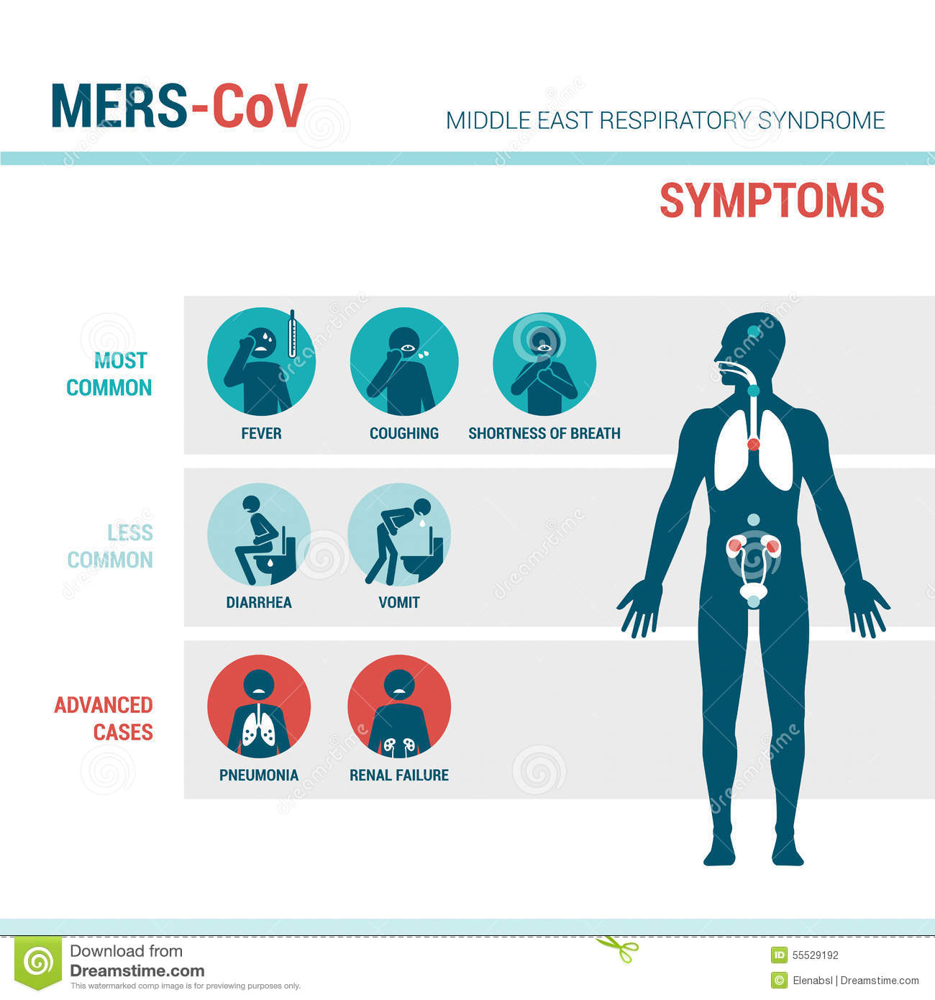 MERS-CoV
MIDDLE EAST RESPIRATORY SYNDROME
SYMPTOMS
MOST
COMMON
FEVER
COUGHING
SHORTNESS OF BREATH
LESS
COMMON
DIARRHEA
VOMIT
ADVANCED
CASES
PNEUMONIA
RENAL FAILURE
Download from
Dreamstime.com
This watermarked comp image is for previewing purposes only.
ID 55529192
© Elenabsl | Dreamstime.com